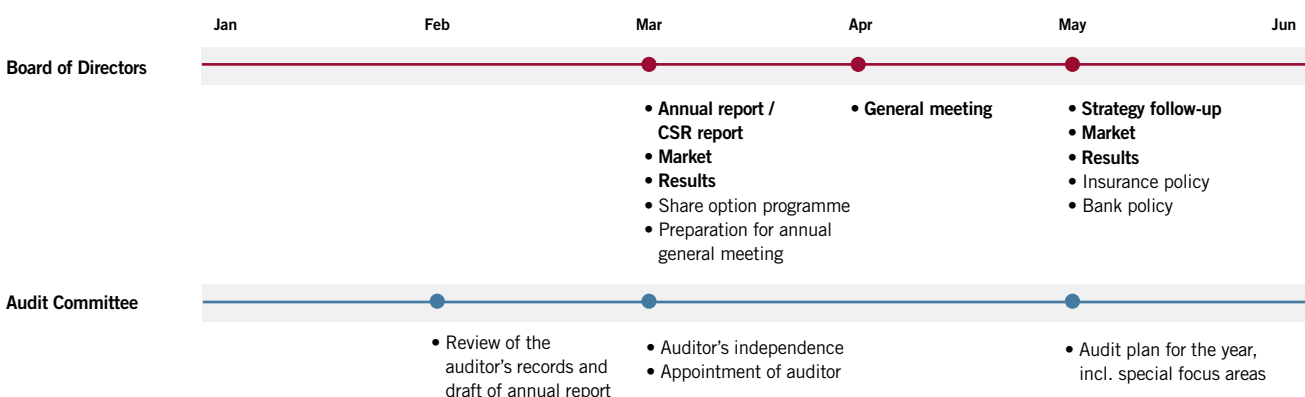 Jan Feb Mar Apr May Jun
Board of Directors
• Annual report /
CSR report
• Market
• Results
• Share option programme
• Preparation for annual
general meeting
• General meeting
• Strategy follow-up
• Market
• Results
• Insurance policy
• Bank policy
Audit Committee
• Review of the
auditor's records and
draft of annual report
• Auditor's independence
• Appointment of auditor
• Audit plan for the year,
incl. special focus areas